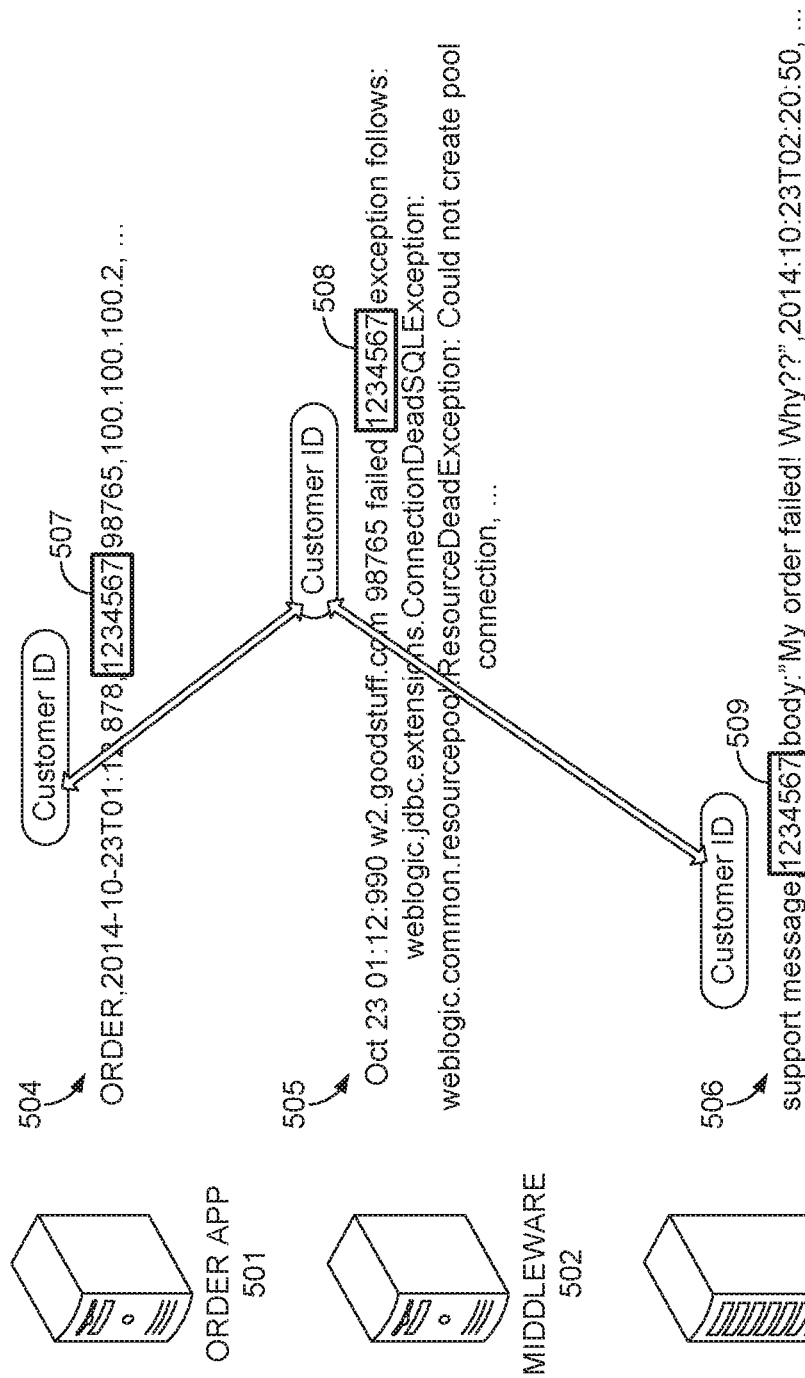 504
Customer ID
507
ORDER,2014-10-23T01:12:878,1234567,98765,100.100.100.2, ...
ORDER APP
501
505
Customer ID
508
Oct 23 01:12:990 w2.goodstuff.com 98765 failed 1234567 exception follows:
weblogic.jdbc.extensions.ConnectionDeadSQLException:
weblogic.common.resourcepool.ResourceDeadException: Could not create pool
connection, ...
MIDDLEWARE
502
506
Customer ID
509
support message 1234567 body:"My order failed! Why??",2014:10:23T02:20:50, ...